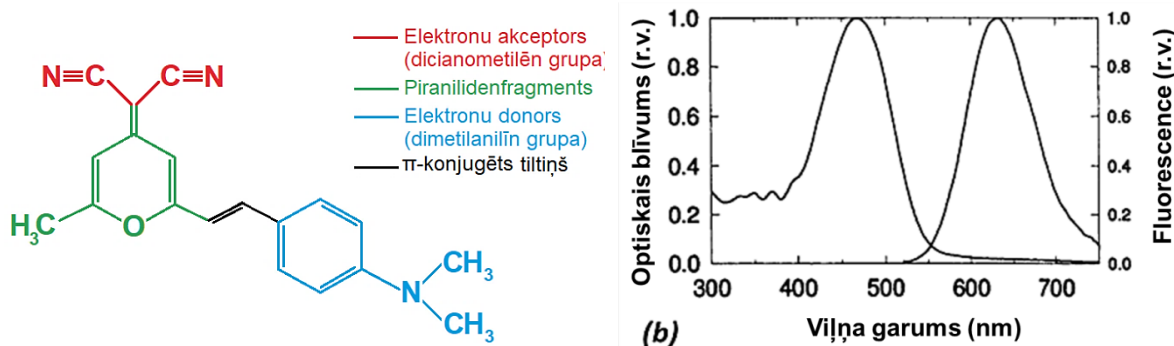 N≡C
C≡N
H₃C
O
N
CH₃
CH₃
Elektronu akceptors
(dicianometilēn grupa)
Piranilidenfragments
Elektronu donors
(dimetilanilīn grupa)
π-konjugēts tiltiņš
Optiskais blīvums (r.v.)
1.0
0.8
0.6
0.4
0.2
0.0
300
400
500
600
700
1.0
0.8
0.6
0.4
0.2
0.0
Fluorescence (r.v.)
(b)
Viļņa garums (nm)